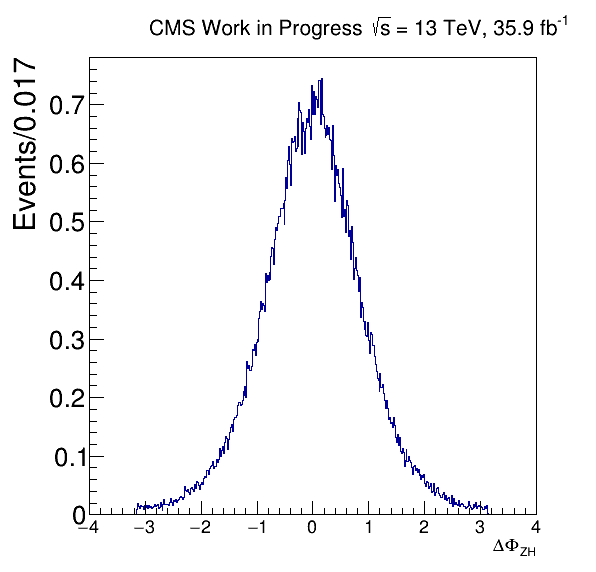 CMS Work in Progress √s = 13 TeV, 35.9 fb⁻¹
Events/0.017
0.7
0.6
0.5
0.4
0.3
0.2
0.1
0
−4 −3 −2 −1 0 1 2 3 4
ΔΦ_ZH